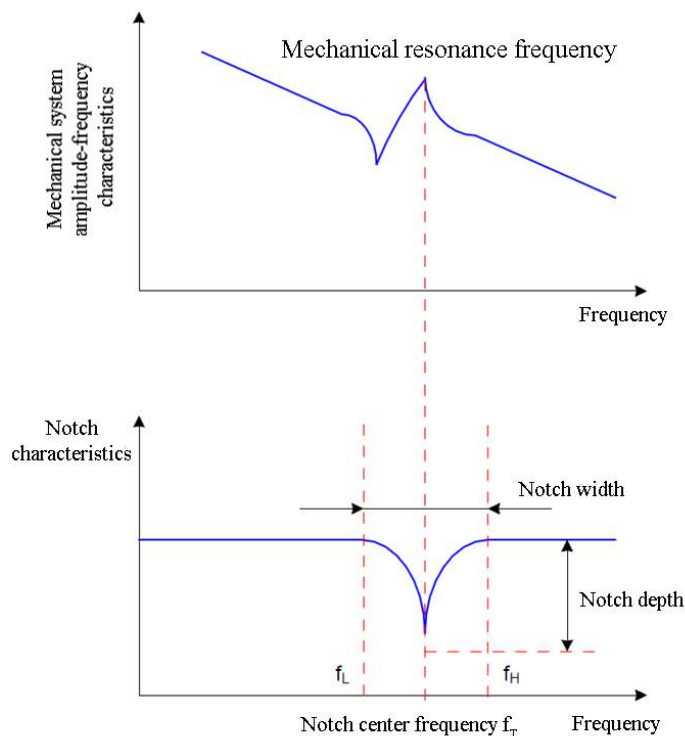 Mechanical resonance frequency
Mechanical system
amplitude-frequency
characteristics
Frequency
Notch
characteristics
Notch width
Notch depth
fL
fH
Notch center frequency fT
Frequency